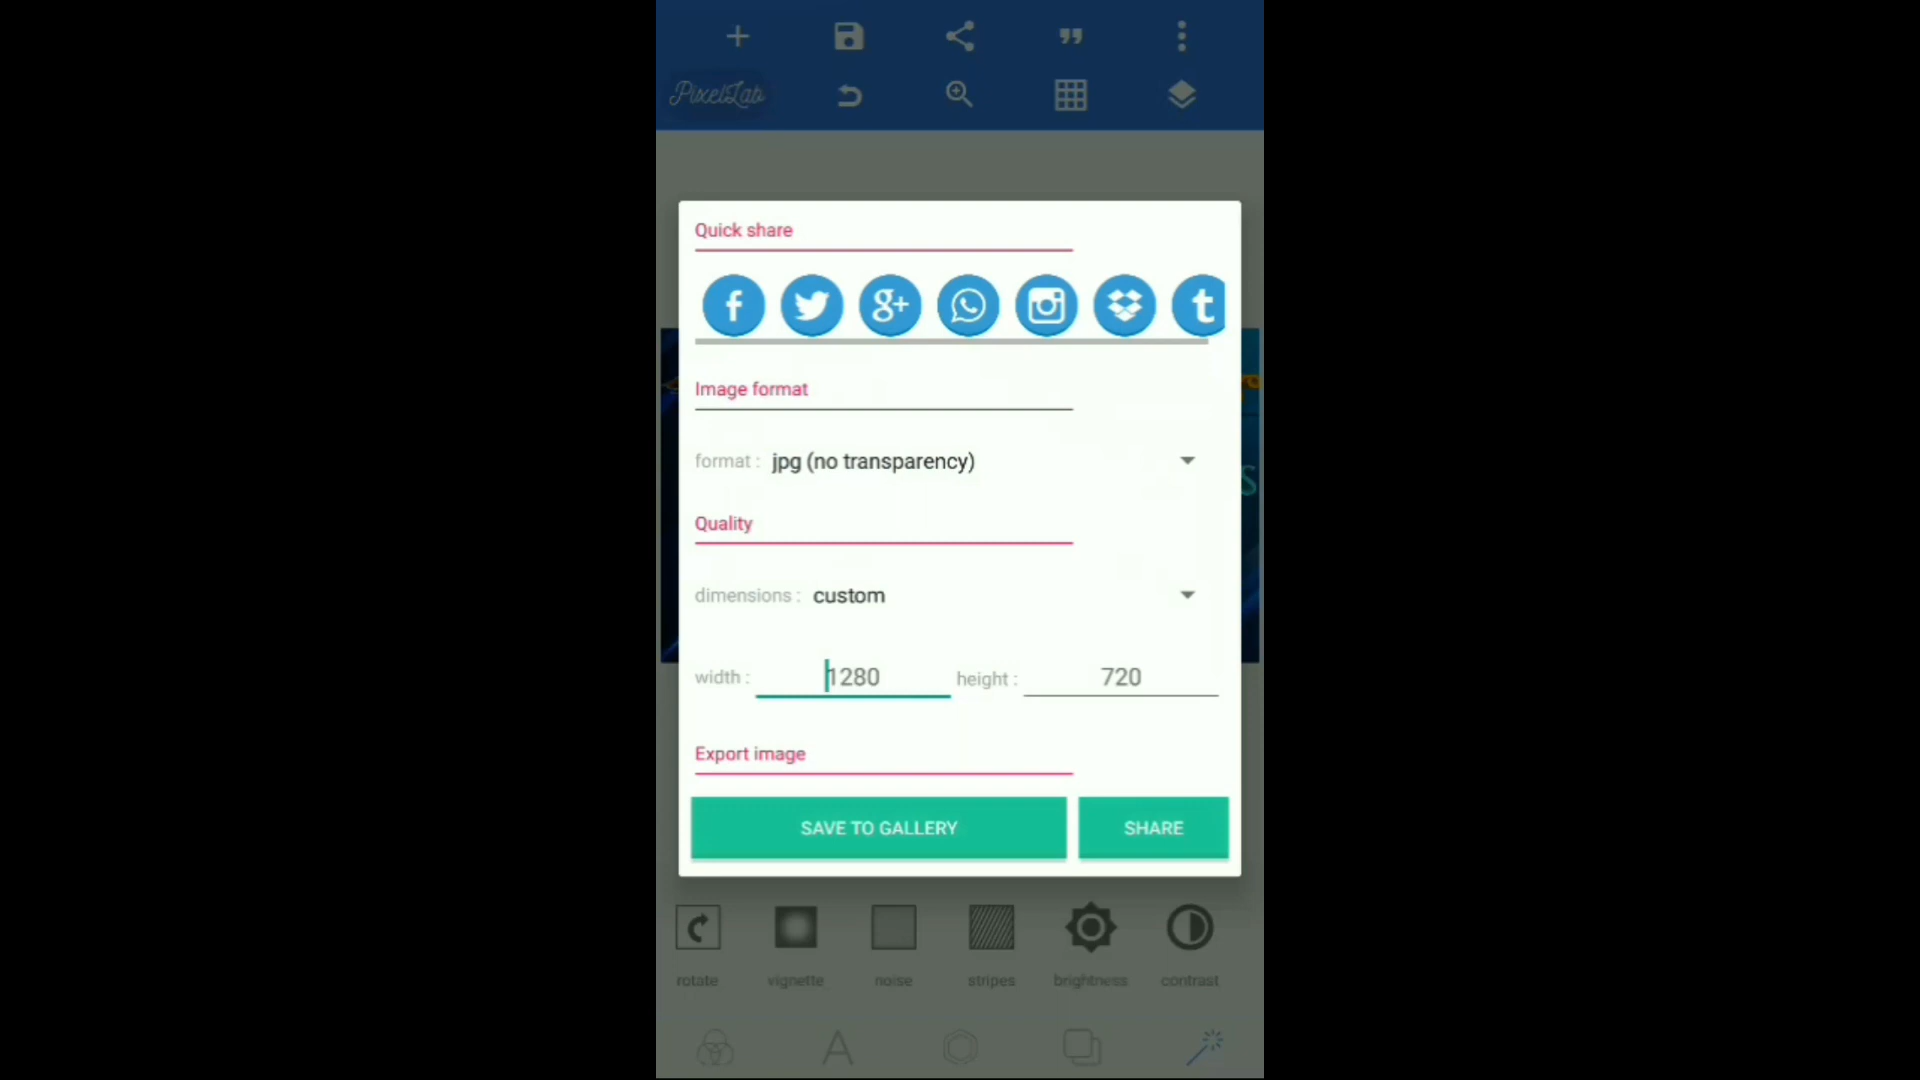 PixelLab
Quick share
Image format
format : jpg (no transparency)
Quality
dimensions : custom
width : 1280 height : 720
Export image
SAVE TO GALLERY SHARE
rotate vignette noise stripes brightness contrast